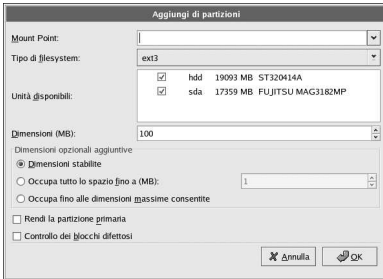 Aggiungi di partizioni
Mount Point:
Tipo di filesystem: ext3
hdd 19093 MB ST320414A
sda 17359 MB FUJITSU MAG3182MP
Unità disponibili:
Dimensioni (MB): 100
Dimensioni opzionali aggiuntive
Dimensioni stabilite
Occupa tutto lo spazio fino a (MB): 1
Occupa fino alle dimensioni massime consentite
Rendi la partizione primaria
Controllo dei blocchi difettosi
Annulla OK